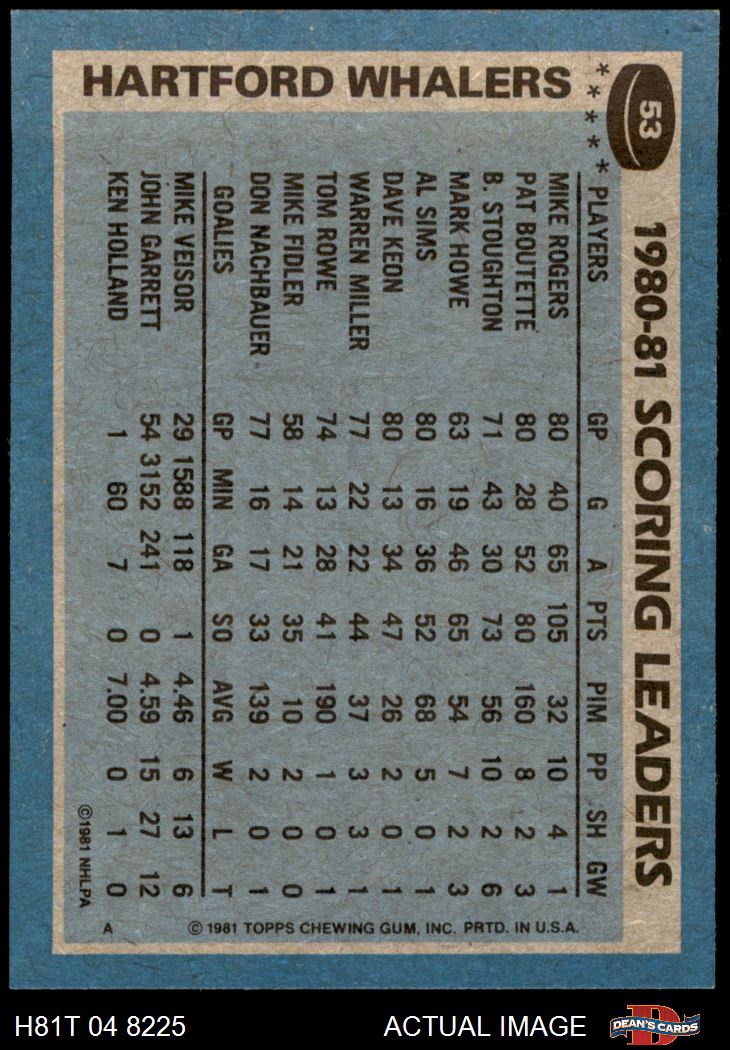 HARTFORD WHALERS
53
1980-81 SCORING LEADERS
PLAYERS GP G A PTS PIM PP SH GW
MIKE ROGERS 80 40 65 105 32 10 4 1
PAT BOUTETTE 80 28 52 80 160 8 2 3
B. STOUGHTON 71 43 30 73 56 10 2 6
MARK HOWE 63 19 46 65 54 7 2 3
AL SIMS 80 16 36 52 68 5 0 1
DAVE KEON 80 13 34 47 26 2 0 1
WARREN MILLER 77 22 22 44 37 3 3 1
TOM ROWE 74 13 28 41 190 1 0 1
MIKE FIDLER 58 14 21 35 10 2 0 0
DON NACHBAUER 77 16 17 33 139 2 0 1
GOALIES GP MIN GA SO AVG W L T
MIKE VEISOR 29 1588 118 1 4.46 6 13 6
JOHN GARRETT 54 3152 241 0 4.59 15 27 12
KEN HOLLAND 1 60 7 0 7.00 0 1 0
©1981 NHLPA
A
© 1981 TOPPS CHEWING GUM, INC. PRTD. IN U.S.A.
H81T 04 8225
ACTUAL IMAGE
D
DEAN'S CARDS